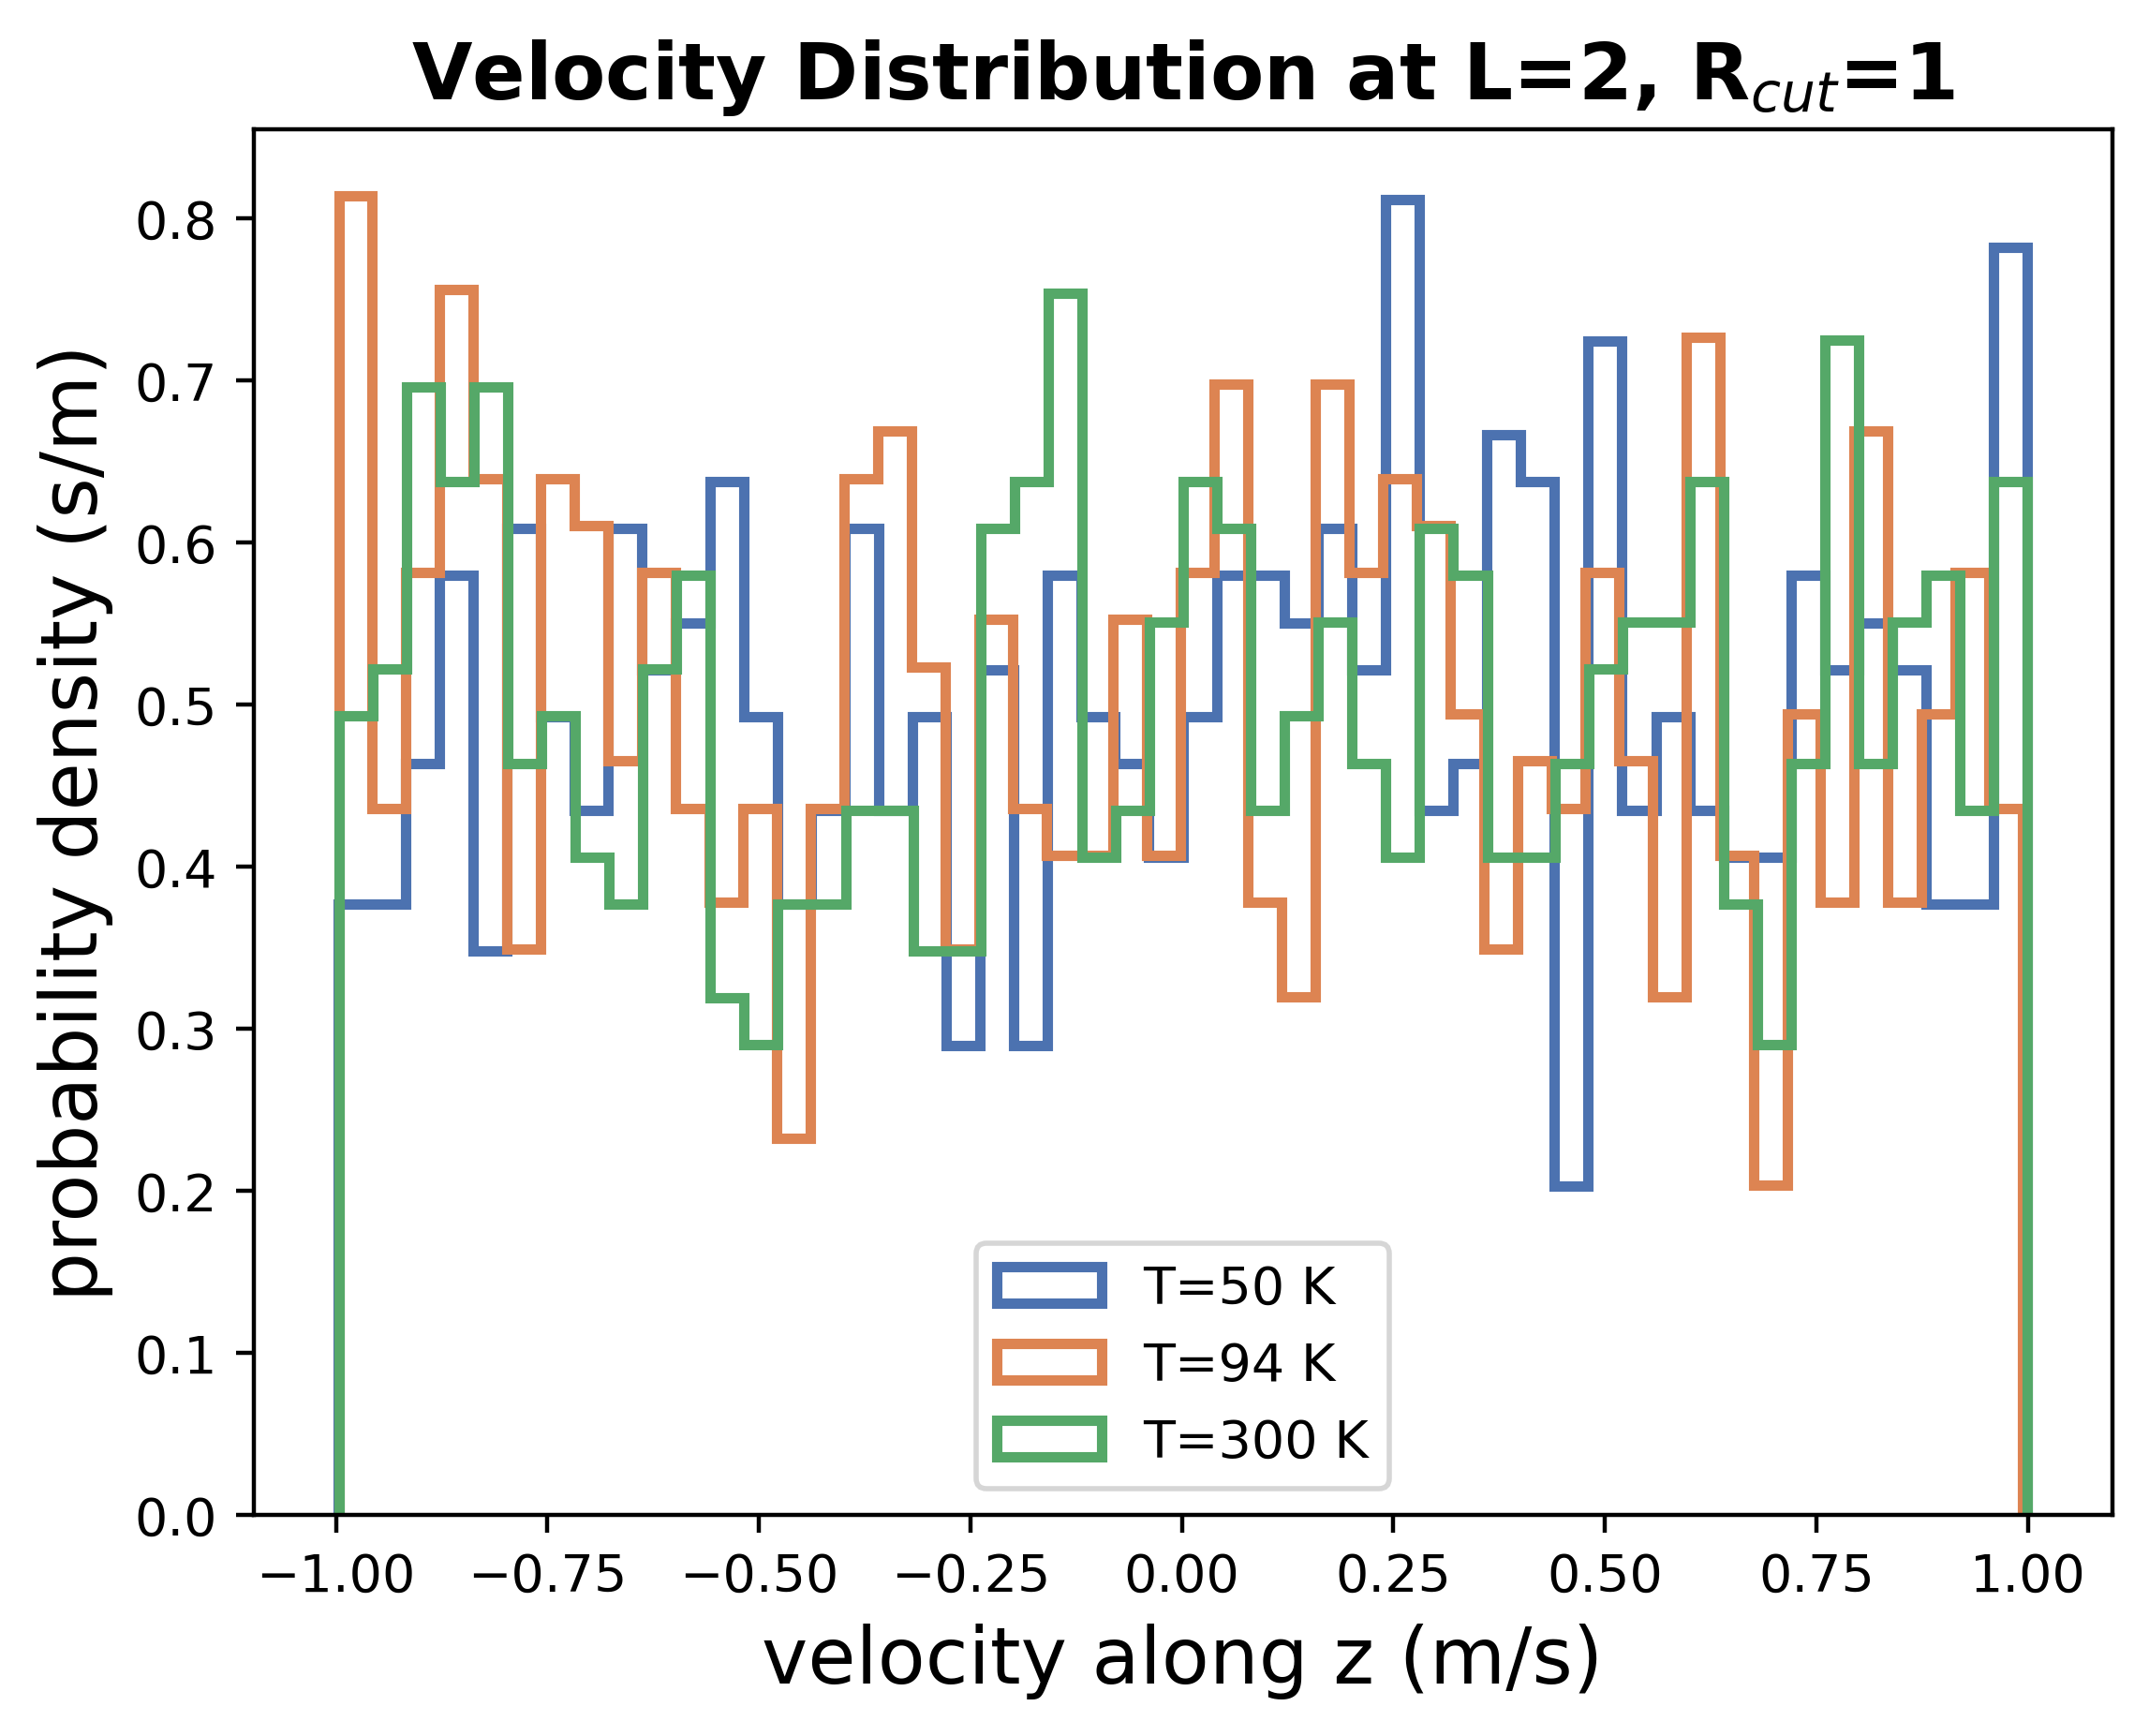 Velocity Distribution at L=2, R_cut=1
probability density (s/m)
0.8
0.7
0.6
0.5
0.4
0.3
0.2
0.1
0.0
T=50 K
T=94 K
T=300 K
−1.00 −0.75 −0.50 −0.25 0.00 0.25 0.50 0.75 1.00
velocity along z (m/s)